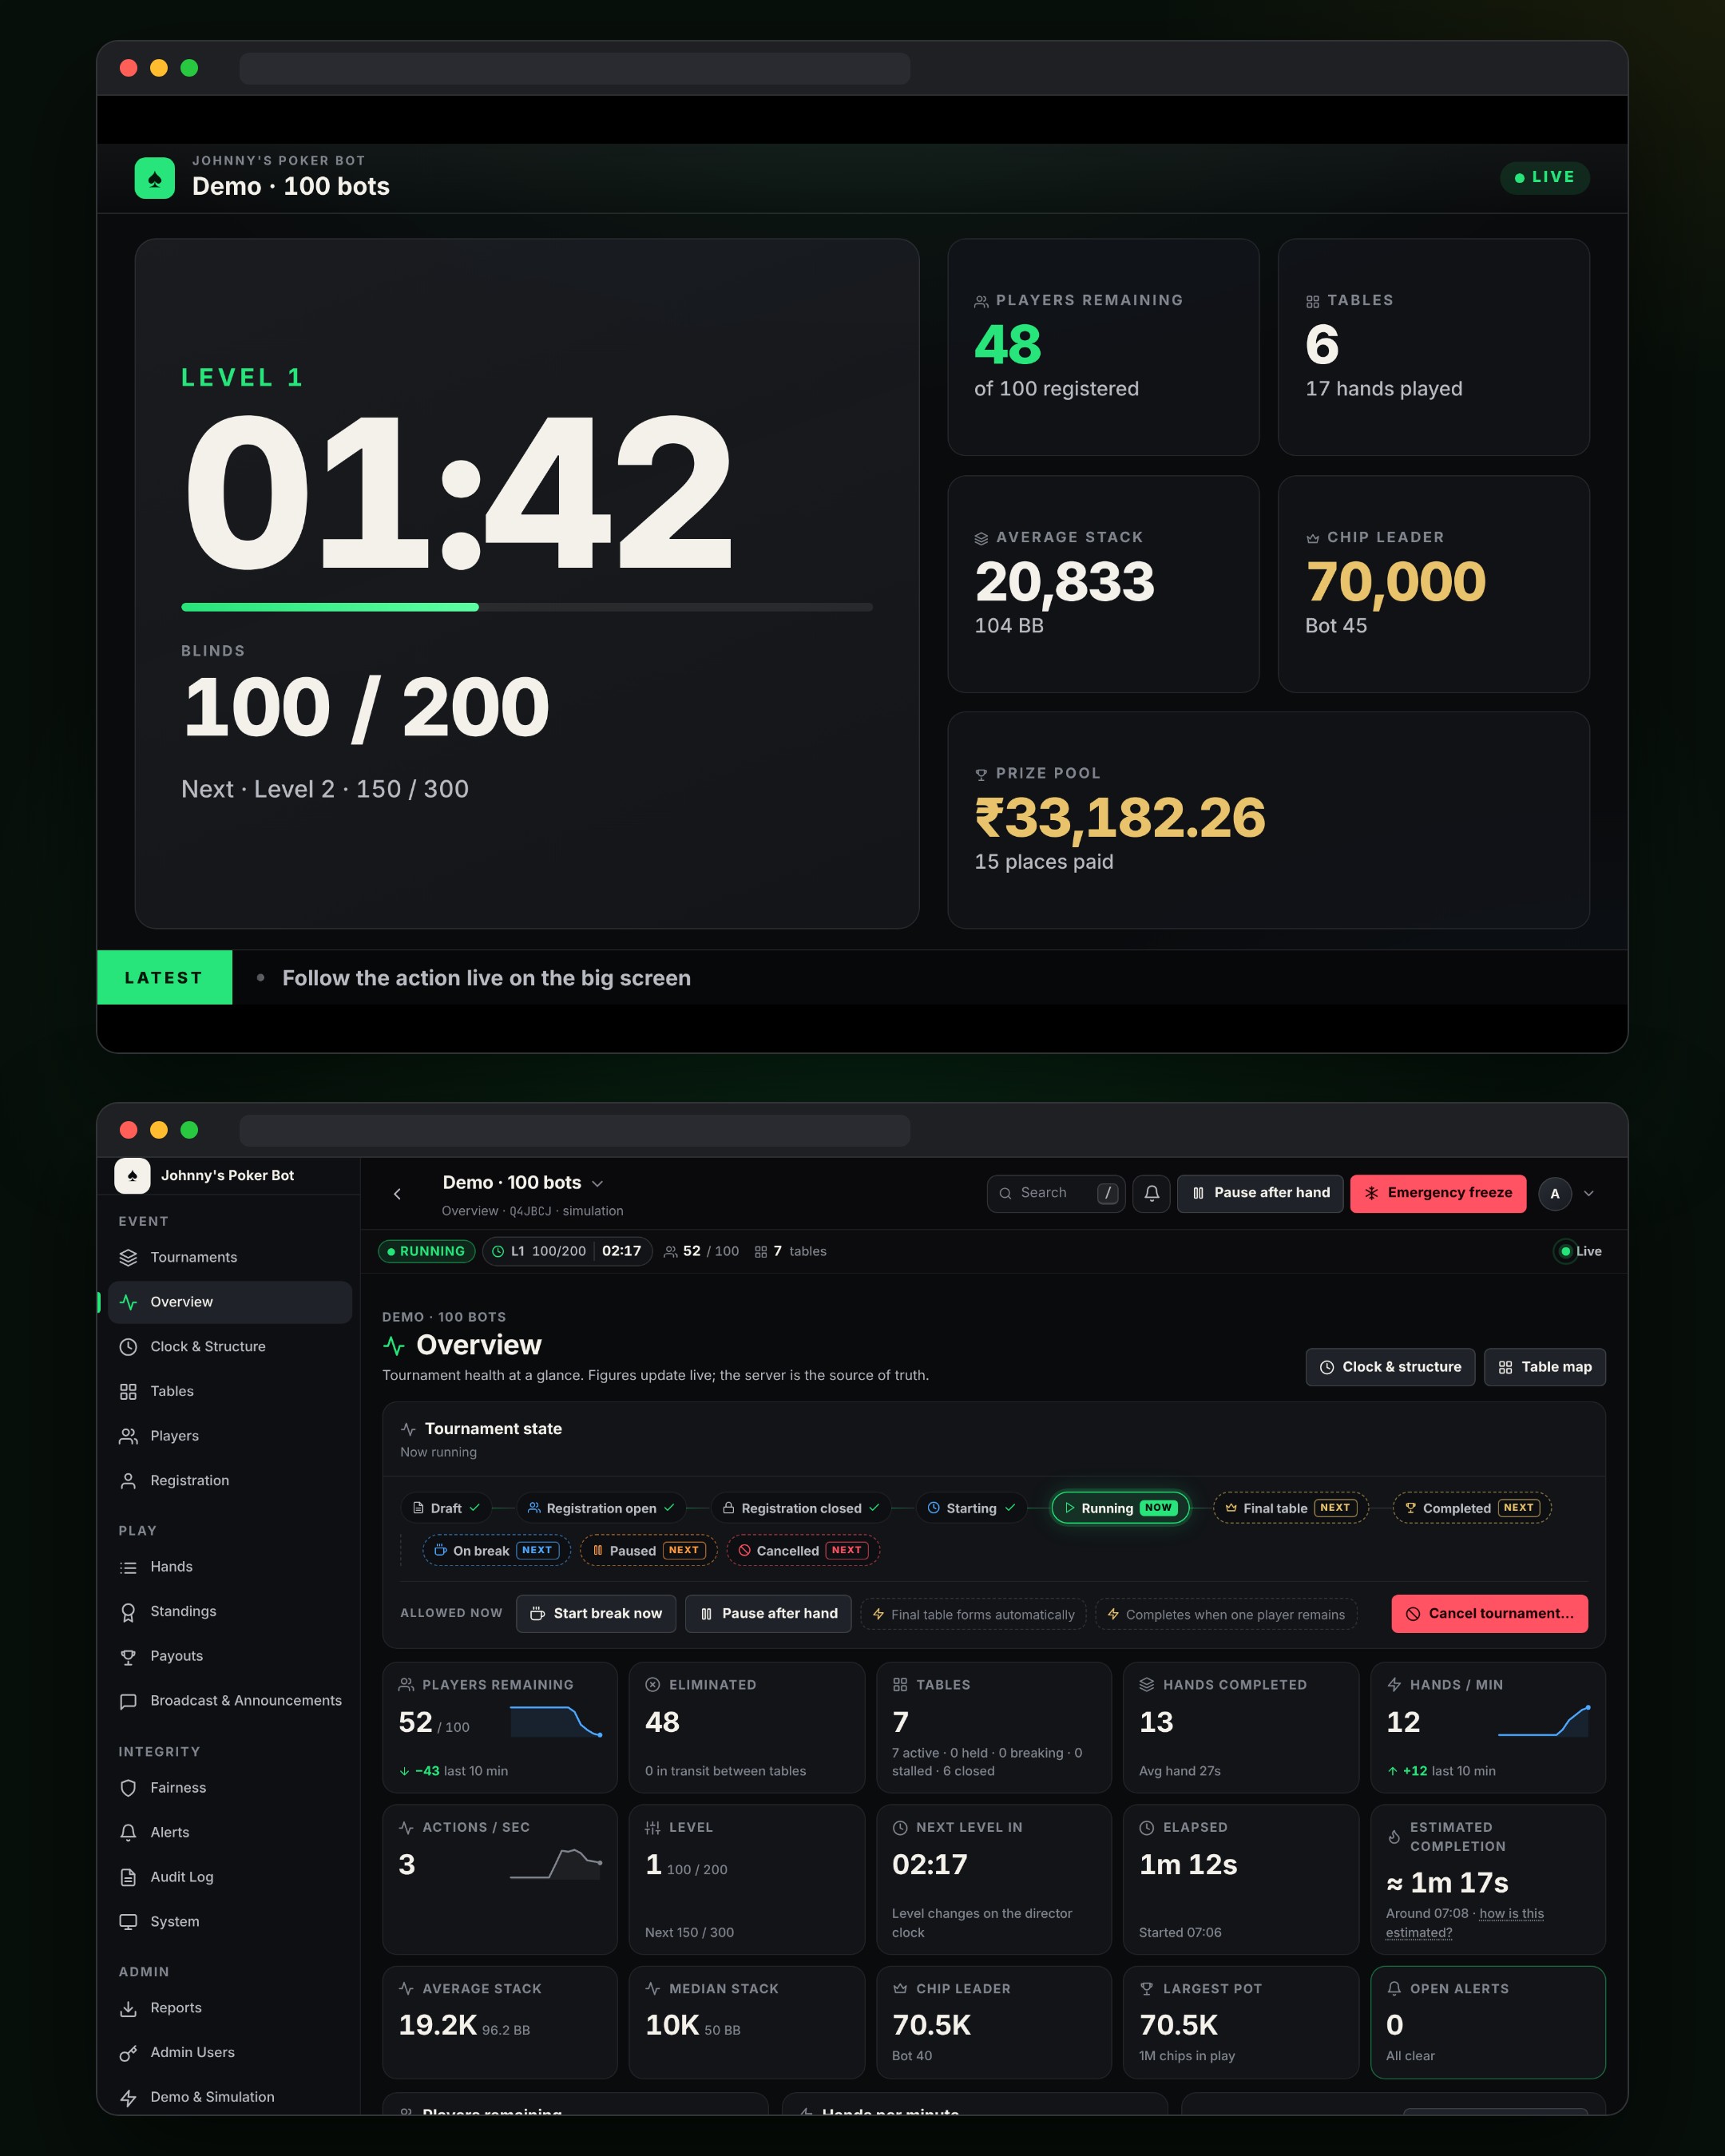 JOHNNY'S POKER BOT
Demo · 100 bots
LIVE
LEVEL 1
01:42
BLINDS
100 / 200
Next · Level 2 · 150 / 300
PLAYERS REMAINING
48
of 100 registered
TABLES
6
17 hands played
AVERAGE STACK
20,833
104 BB
CHIP LEADER
70,000
Bot 45
PRIZE POOL
₹33,182.26
15 places paid
LATEST
Follow the action live on the big screen
Johnny's Poker Bot
EVENT
Tournaments
Overview
Clock & Structure
Tables
Players
Registration
PLAY
Hands
Standings
Payouts
Broadcast & Announcements
INTEGRITY
Fairness
Alerts
Audit Log
System
ADMIN
Reports
Admin Users
Demo & Simulation
Demo · 100 bots
Overview · Q4JBCJ · simulation
Search /
Pause after hand
Emergency freeze
A
RUNNING
L1 100/200 02:17
52 / 100
7 tables
Live
DEMO · 100 BOTS
Overview
Tournament health at a glance. Figures update live; the server is the source of truth.
Clock & structure
Table map
Tournament state
Now running
Draft
Registration open
Registration closed
Starting
Running NOW
Final table NEXT
Completed NEXT
On break NEXT
Paused NEXT
Cancelled NEXT
ALLOWED NOW
Start break now
Pause after hand
Final table forms automatically
Completes when one player remains
Cancel tournament...
PLAYERS REMAINING
52 / 100
−43 last 10 min
ELIMINATED
48
0 in transit between tables
TABLES
7
7 active · 0 held · 0 breaking · 0
stalled · 6 closed
HANDS COMPLETED
13
Avg hand 27s
HANDS / MIN
12
+12 last 10 min
ACTIONS / SEC
3
LEVEL
1 100 / 200
Next 150 / 300
NEXT LEVEL IN
02:17
Level changes on the director
clock
ELAPSED
1m 12s
Started 07:06
ESTIMATED
COMPLETION
≈ 1m 17s
Around 07:08 · how is this
estimated?
AVERAGE STACK
19.2K 96.2 BB
MEDIAN STACK
10K 50 BB
CHIP LEADER
70.5K
Bot 40
LARGEST POT
70.5K
1M chips in play
OPEN ALERTS
0
All clear
Players remaining
Hands per minute